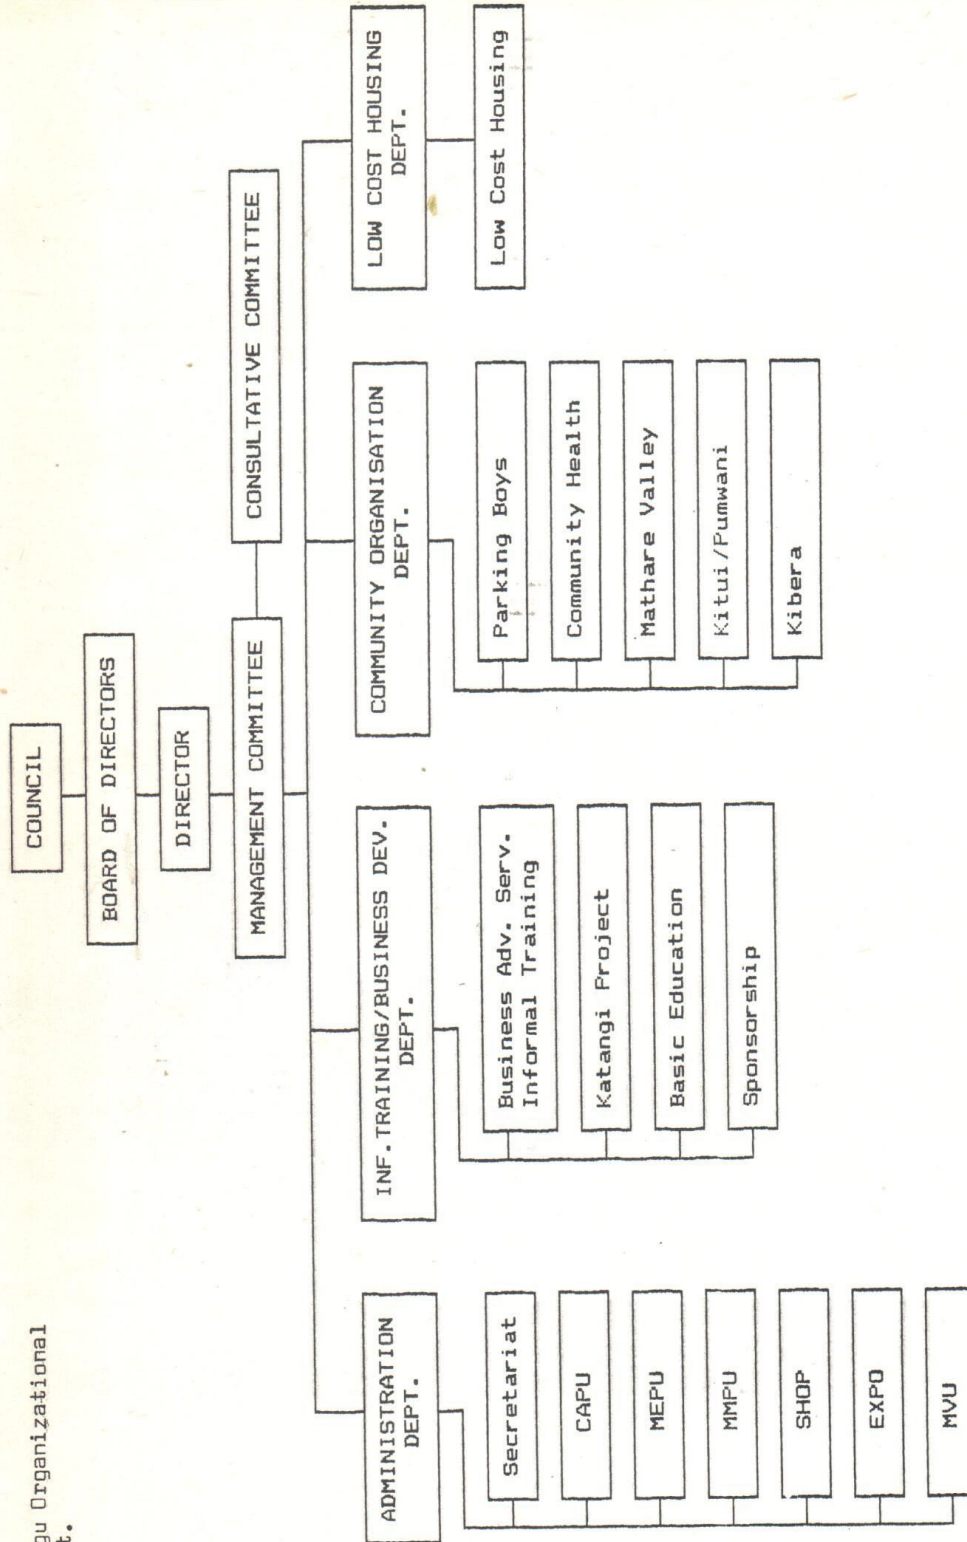 gu Organizational
t.
COUNCIL
BOARD OF DIRECTORS
DIRECTOR
MANAGEMENT COMMITTEE
CONSULTATIVE COMMITTEE
ADMINISTRATION
DEPT.
Secretariat
CAPU
MEPU
MMPU
SHOP
EXPO
MVU
INF.TRAINING/BUSINESS DEV.
DEPT.
Business Adv. Serv.
Informal Training
Katangi Project
Basic Education
Sponsorship
COMMUNITY ORGANISATION
DEPT.
Parking Boys
Community Health
Mathare Valley
Kitui/Pumwani
Kibera
LOW COST HOUSING
DEPT.
Low Cost Housing